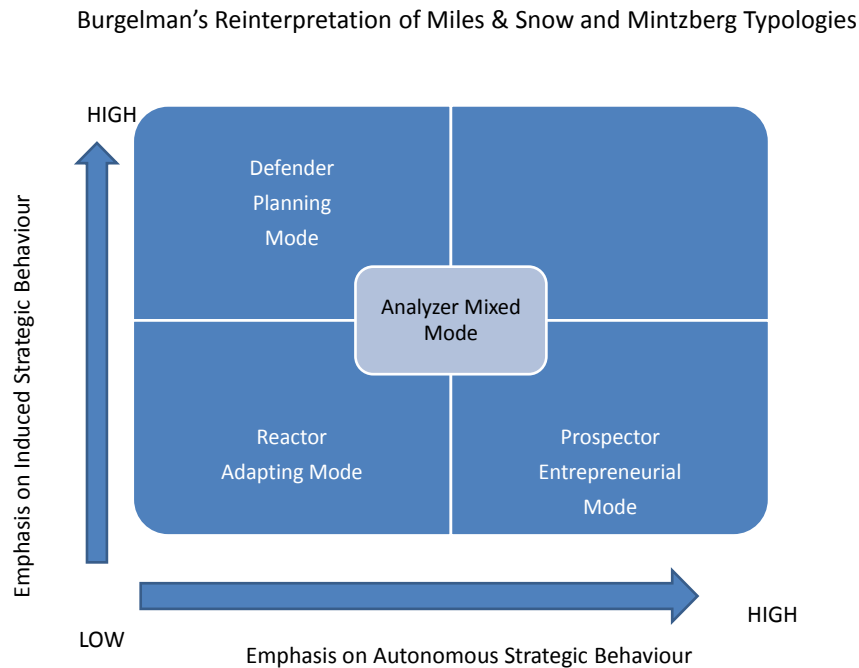 Burgelman’s Reinterpretation of Miles & Snow and Mintzberg Typologies
HIGH
Emphasis on Induced Strategic Behaviour
Defender
Planning
Mode
Analyzer Mixed
Mode
Reactor
Adapting Mode
Prospector
Entrepreneurial
Mode
LOW
HIGH
Emphasis on Autonomous Strategic Behaviour